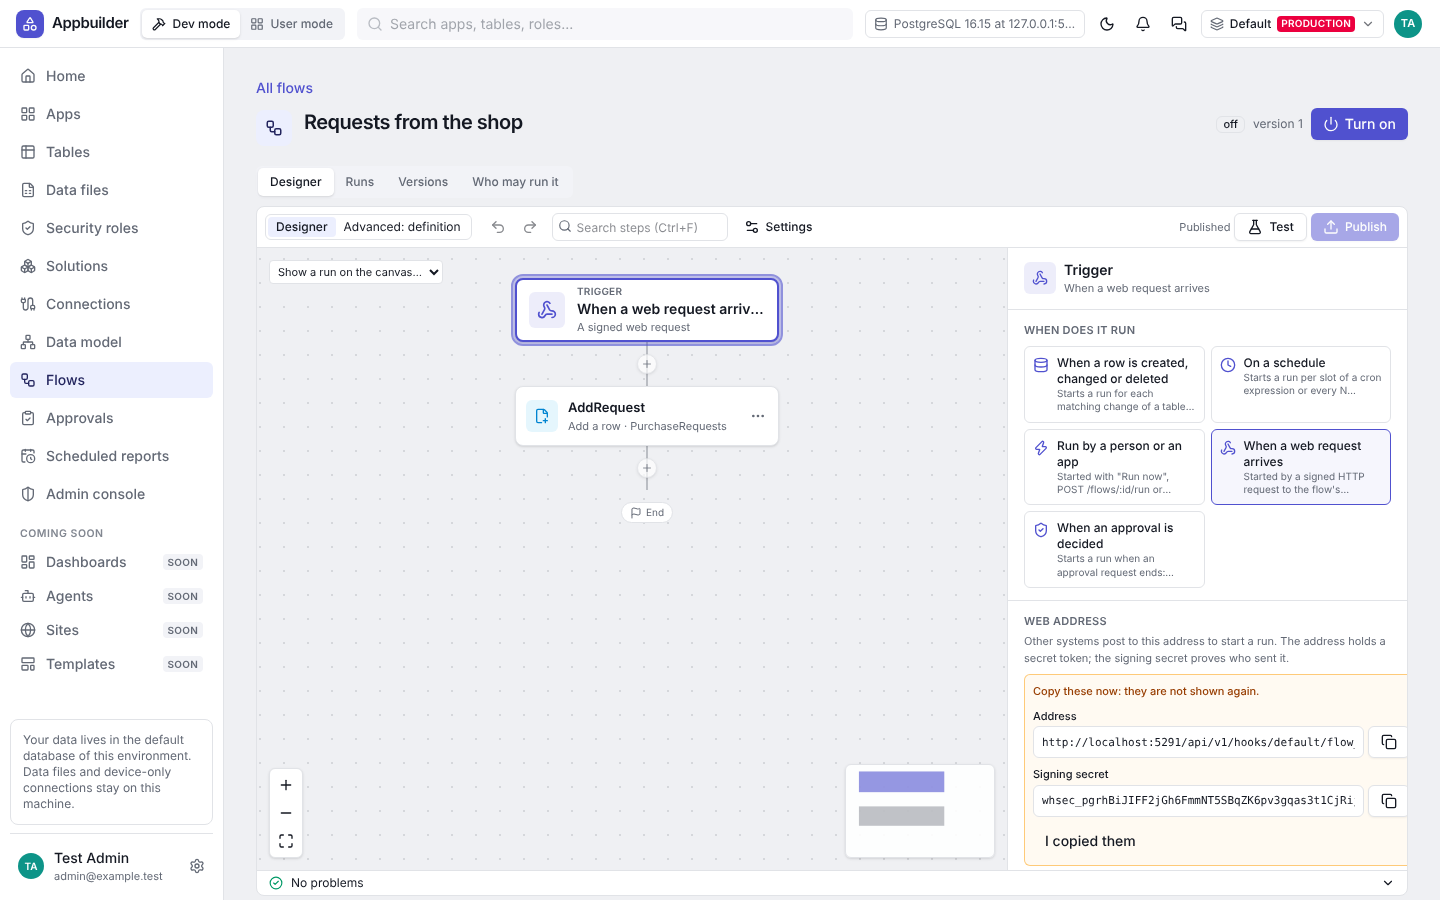 Appbuilder
Dev mode
User mode
Search apps, tables, roles...
PostgreSQL 16.15 at 127.0.0.1:5...
Default PRODUCTION
TA
Home
Apps
Tables
Data files
Security roles
Solutions
Connections
Data model
Flows
Approvals
Scheduled reports
Admin console
COMING SOON
Dashboards SOON
Agents SOON
Sites SOON
Templates SOON
Your data lives in the default
database of this environment.
Data files and device-only
connections stay on this
machine.
TA
Test Admin
admin@example.test
All flows
Requests from the shop
off version 1 Turn on
Designer Runs Versions Who may run it
Designer Advanced: definition
Search steps (Ctrl+F)
Settings
Published Test Publish
Show a run on the canvas...
TRIGGER
When a web request arriv...
A signed web request
AddRequest
Add a row · PurchaseRequests
End
No problems
Trigger
When a web request arrives
WHEN DOES IT RUN
When a row is created,
changed or deleted
Starts a run for each
matching change of a table...
On a schedule
Starts a run per slot of a cron
expression or every N...
Run by a person or an
app
Started with "Run now",
POST /flows/:id/run or...
When a web request
arrives
Started by a signed HTTP
request to the flow's...
When an approval is
decided
Starts a run when an
approval request ends:...
WEB ADDRESS
Other systems post to this address to start a run. The address holds a
secret token; the signing secret proves who sent it.
Copy these now: they are not shown again.
Address
http://localhost:5291/api/v1/hooks/default/flow_
Signing secret
whsec_pgrhBiJIFF2jGh6FmmNT5SBqZK6pv3gqas3t1CjRi
I copied them